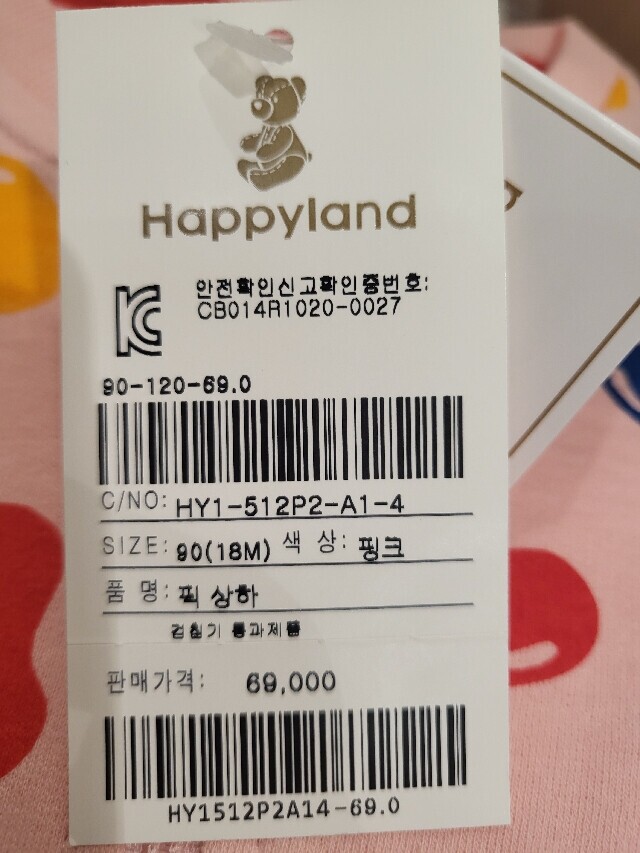 Happyland
안전확인신고확인증번호:
CB014R1020-0027
90-120-69.0
C/NO: HY1-512P2-A1-4
SIZE: 90(18M) 색 상: 핑크
품 명: 픽 상하
검침기 통과제품
판매가격: 69,000
HY1512P2A14-69.0